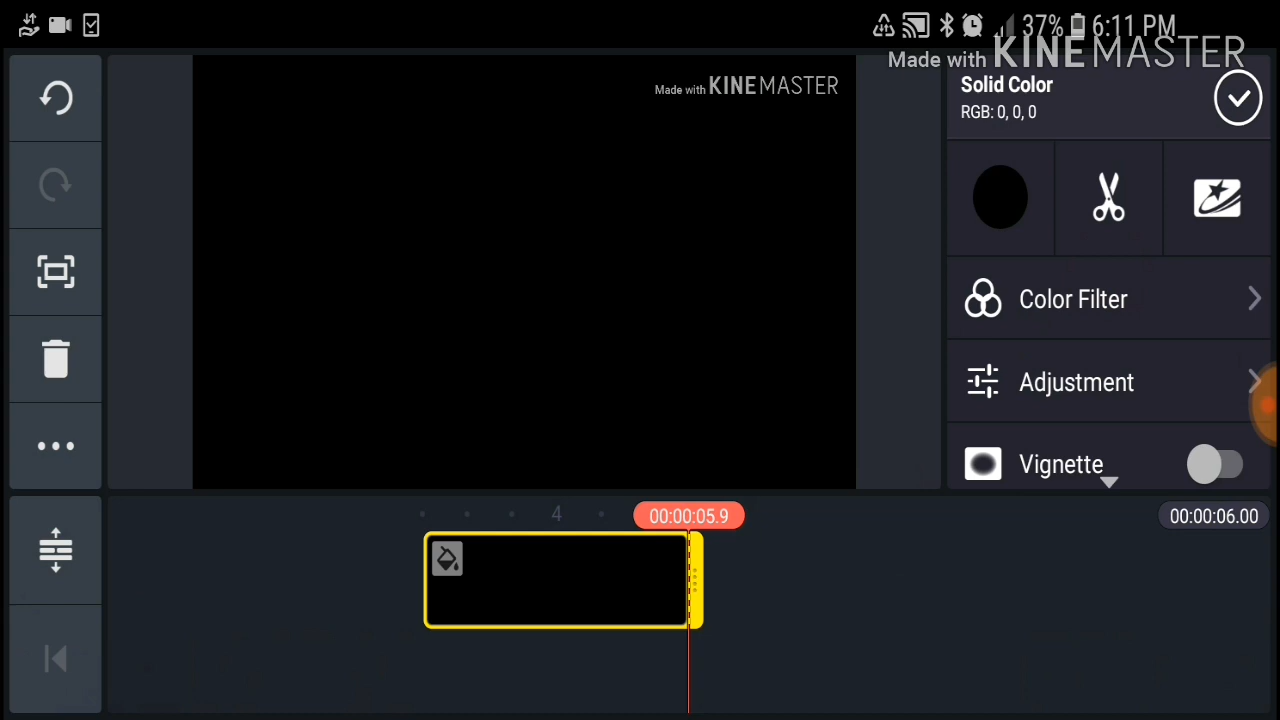 37% 6:11 PM
Made with KINEMASTER
Made with KINEMASTER
Solid Color
RGB: 0, 0, 0
Color Filter
Adjustment
Vignette
4
00:00:05.9
00:00:06.00